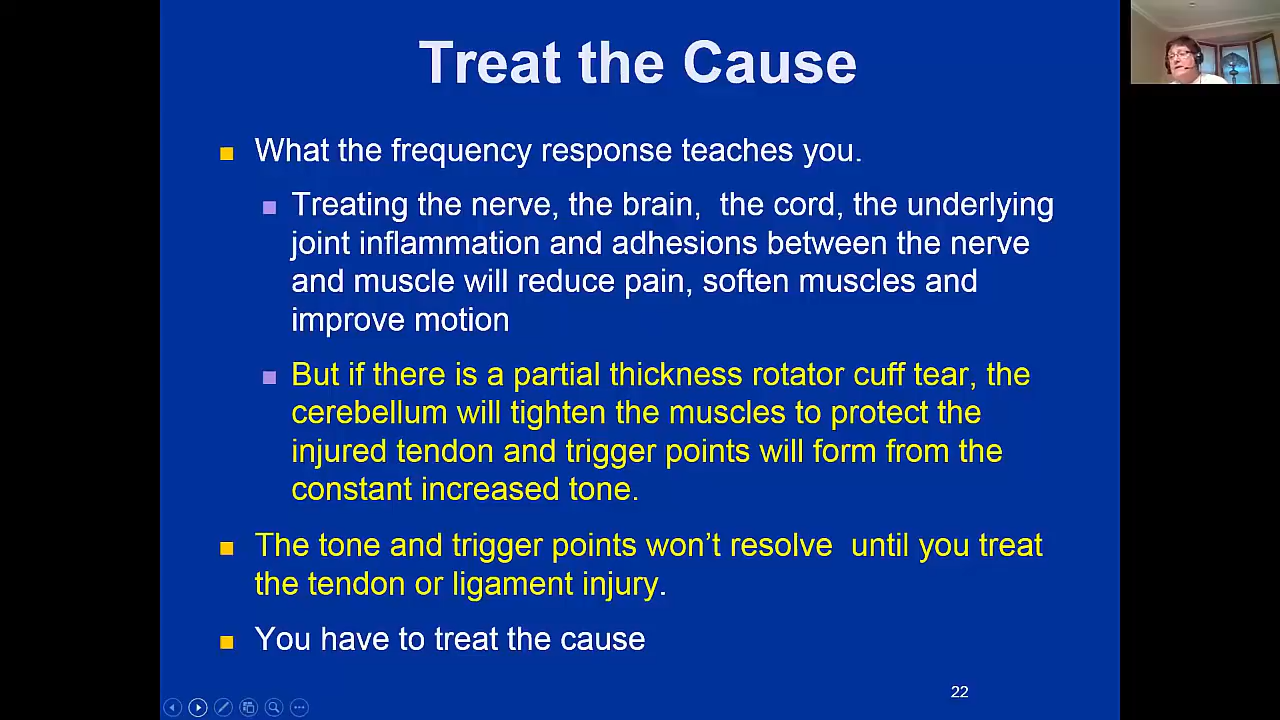 Treat the Cause
What the frequency response teaches you.
Treating the nerve, the brain,  the cord, the underlying
joint inflammation and adhesions between the nerve
and muscle will reduce pain, soften muscles and
improve motion
But if there is a partial thickness rotator cuff tear, the
cerebellum will tighten the muscles to protect the
injured tendon and trigger points will form from the
constant increased tone.
The tone and trigger points won’t resolve  until you treat
the tendon or ligament injury.
You have to treat the cause
22